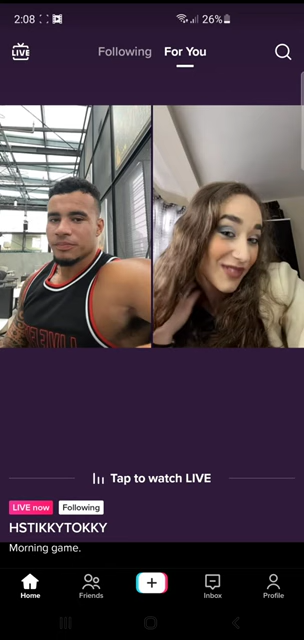 2:08 26%
LIVE Following For You
Tap to watch LIVE
LIVE now Following
HSTIKKYTOKKY
Morning game.
Home Friends Inbox Profile